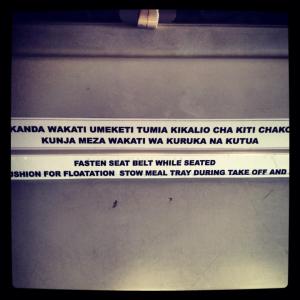 KANDA WAKATI UMEKETI TUMIA KIKALIO CHA KITI CHAKO
KUNJA MEZA WAKATI WA KURUKA NA KUTUA
FASTEN SEAT BELT WHILE SEATED
SHION FOR FLOATATION STOW MEAL TRAY DURING TAKE OFF AND